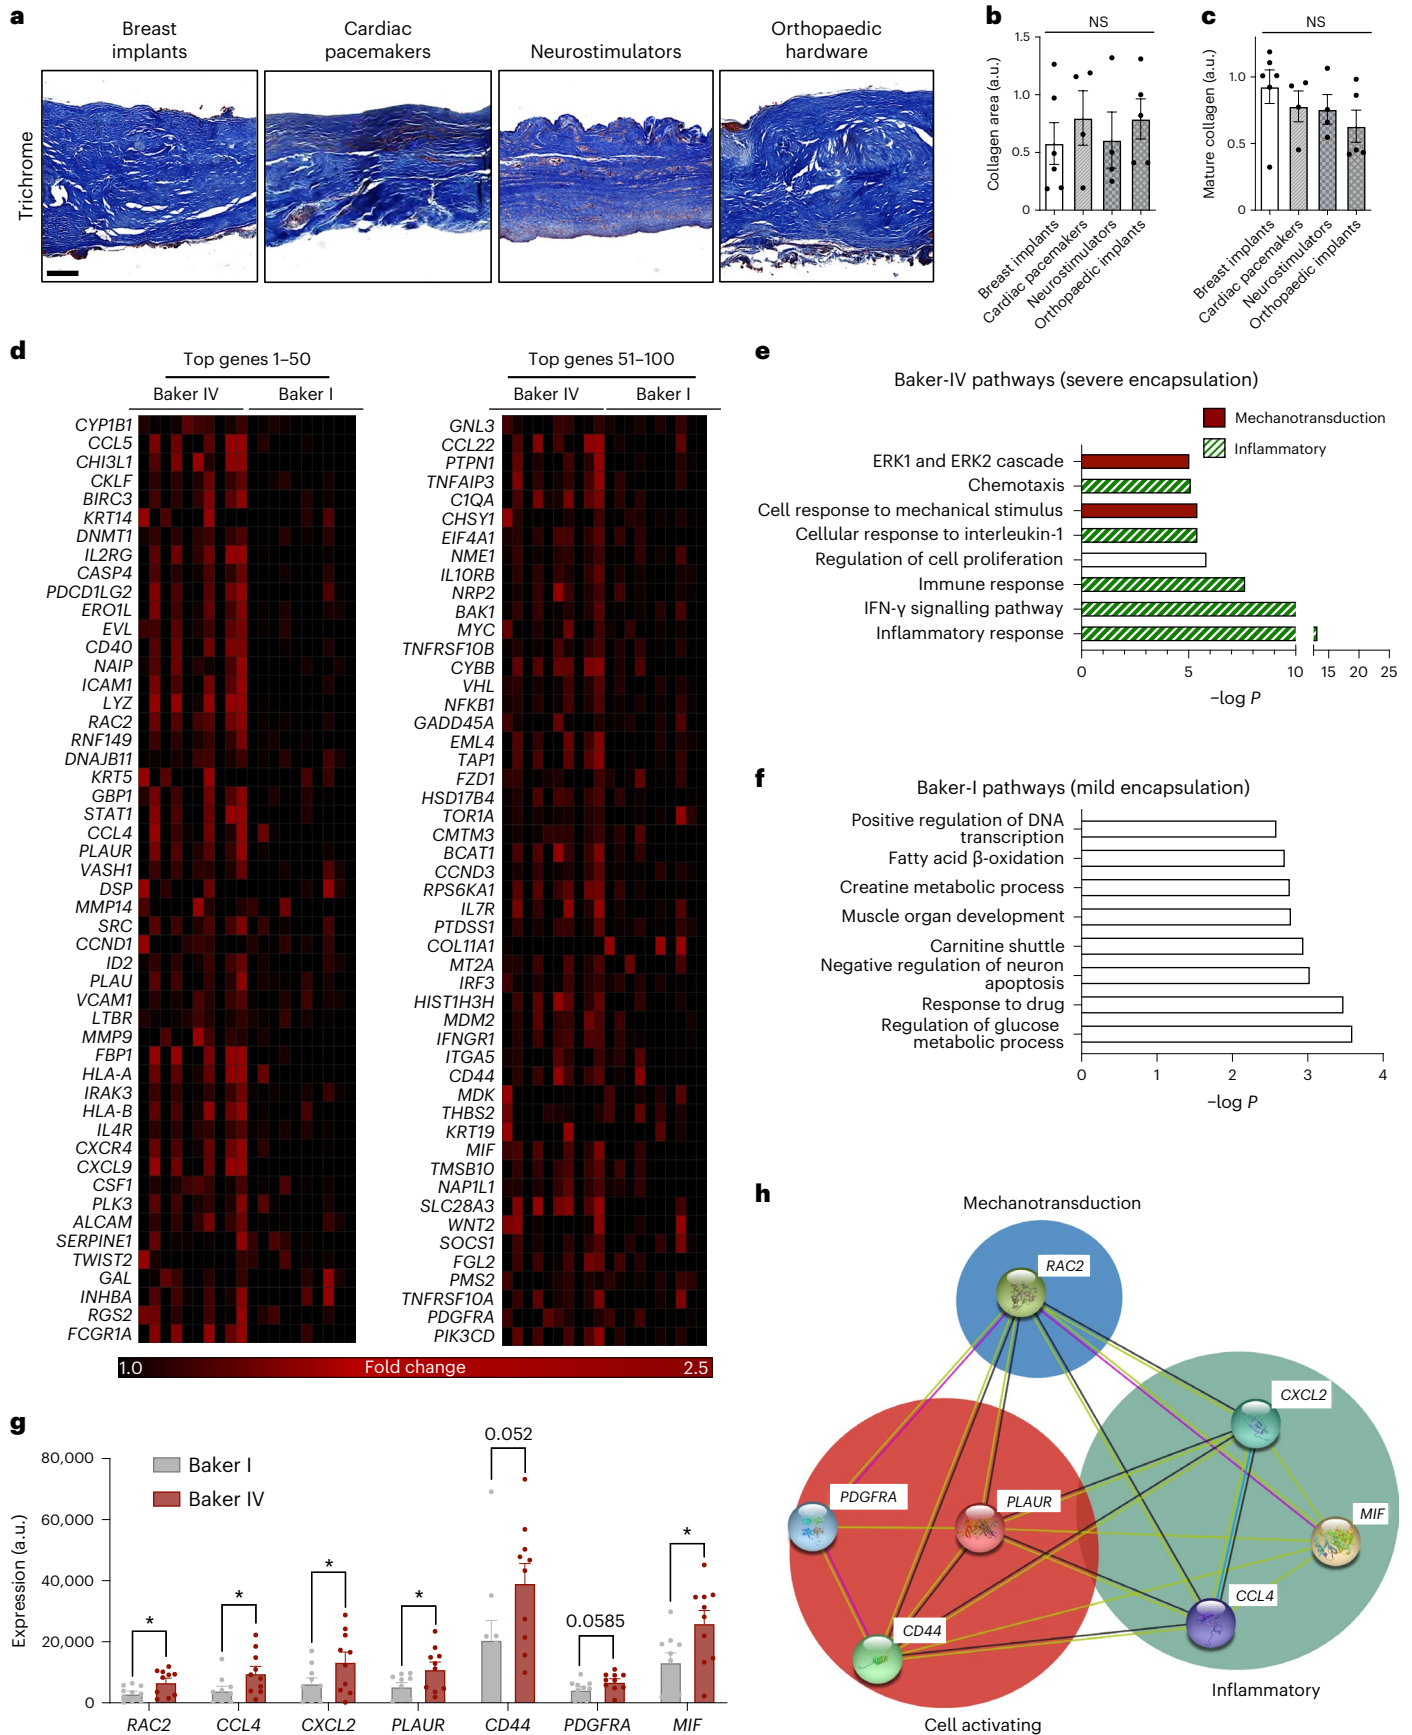 a
Breast
implants
Cardiac
pacemakers
Neurostimulators
Orthopaedic
hardware
Trichrome
b
NS
Collagen area (a.u.)
1.5
1.0
0.5
0
Breast implants
Cardiac pacemakers
Neurostimulators
Orthopaedic implants
c
NS
Mature collagen (a.u.)
1.0
0.5
0
Breast implants
Cardiac pacemakers
Neurostimulators
Orthopaedic implants
d
Top genes 1–50
Baker IV Baker I
CYP1B1
CCL5
CHI3L1
CKLF
BIRC3
KRT14
DNMT1
IL2RG
CASP4
PDCD1LG2
ERO1L
EVL
CD40
NAIP
ICAM1
LYZ
RAC2
RNF149
DNAJB11
KRT5
GBP1
STAT1
CCL4
PLAUR
VASH1
DSP
MMP14
SRC
CCND1
ID2
PLAU
VCAM1
LTBR
MMP9
FBP1
HLA-A
IRAK3
HLA-B
IL4R
CXCR4
CXCL9
CSF1
PLK3
ALCAM
SERPINE1
TWIST2
GAL
INHBA
RGS2
FCGR1A
Top genes 51–100
Baker IV Baker I
GNL3
CCL22
PTPN1
TNFAIP3
C1QA
CHSY1
EIF4A1
NME1
IL10RB
NRP2
BAK1
MYC
TNFRSF10B
CYBB
VHL
NFKB1
GADD45A
EML4
TAP1
FZD1
HSD17B4
TOR1A
CMTM3
BCAT1
CCND3
RPS6KA1
IL7R
PTDSS1
COL11A1
MT2A
IRF3
HIST1H3H
MDM2
IFNGR1
ITGA5
CD44
MDK
THBS2
KRT19
MIF
TMSB10
NAP1L1
SLC28A3
WNT2
SOCS1
FGL2
PMS2
TNFRSF10A
PDGFRA
PIK3CD
1.0 Fold change 2.5
e
Baker-IV pathways (severe encapsulation)
Mechanotransduction
Inflammatory
ERK1 and ERK2 cascade
Chemotaxis
Cell response to mechanical stimulus
Cellular response to interleukin-1
Regulation of cell proliferation
Immune response
IFN-γ signalling pathway
Inflammatory response
0 5 10 15 20 25
−log P
f
Baker-I pathways (mild encapsulation)
Positive regulation of DNA
transcription
Fatty acid β-oxidation
Creatine metabolic process
Muscle organ development
Carnitine shuttle
Negative regulation of neuron
apoptosis
Response to drug
Regulation of glucose
metabolic process
0 1 2 3 4
−log P
g
Expression (a.u.)
80,000
60,000
40,000
20,000
0
Baker I
Baker IV
*
*
*
*
0.052
0.0585
*
RAC2 CCL4 CXCL2 PLAUR CD44 PDGFRA MIF
h
Mechanotransduction
RAC2
CXCL2
PDGFRA
PLAUR
MIF
CCL4
CD44
Inflammatory
Cell activating